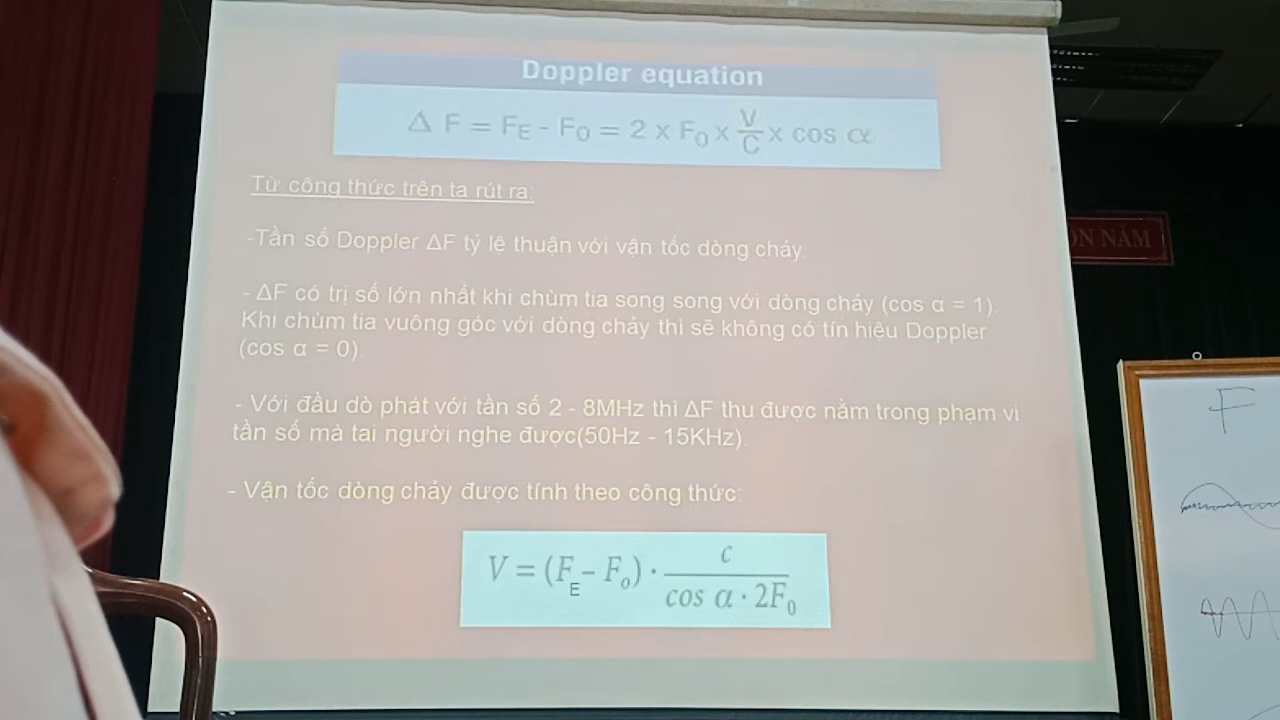 Doppler equation
Δ F = FE - FO = 2 x FO x V/C x cos α
Từ công thức trên ta rút ra:
-Tần số Doppler ΔF tỷ lệ thuận với vận tốc dòng chảy.
- ΔF có trị số lớn nhất khi chùm tia song song với dòng chảy (cos α = 1).
Khi chùm tia vuông góc với dòng chảy thì sẽ không có tín hiệu Doppler
(cos α = 0).
- Với đầu dò phát với tần số 2 - 8MHz thì ΔF thu được nằm trong phạm vi
tần số mà tai người nghe được(50Hz - 15KHz).
- Vận tốc dòng chảy được tính theo công thức:
V = (FE – Fo) · c / cos α · 2F0
NĂM
F